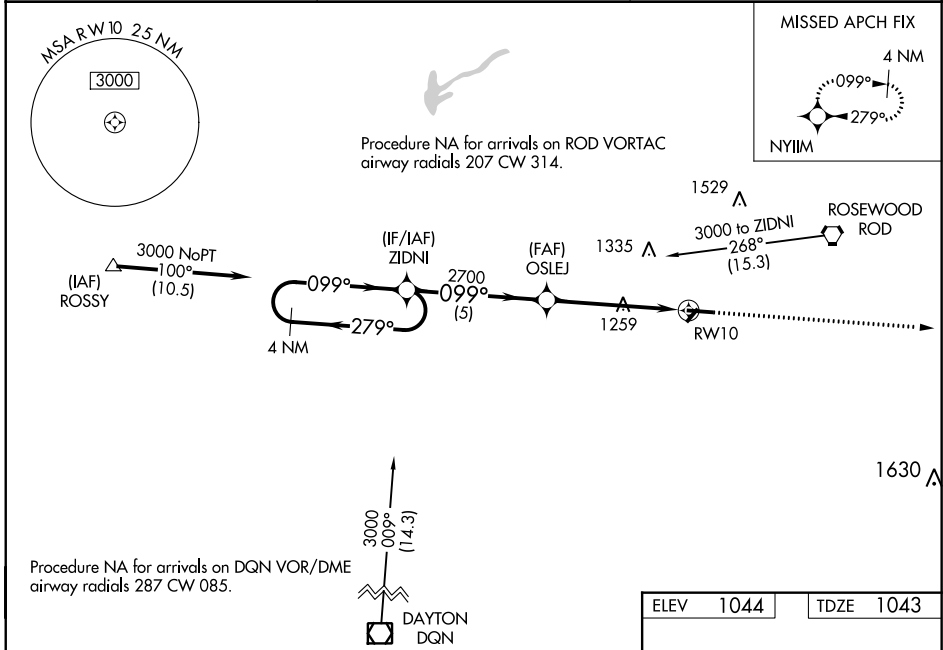 MSA RW10 25 NM
3000
MISSED APCH FIX
4 NM
099°
279°
NYIIM
Procedure NA for arrivals on ROD VORTAC
airway radials 207 CW 314.
1529
ROSEWOOD
ROD
3000 to ZIDNI
268°
(15.3)
1335
(IF/IAF)
ZIDNI
(FAF)
OSLEJ
3000 NoPT
100°
(10.5)
(IAF)
ROSSY
099°
279°
4 NM
2700
099°
(5)
1259
RW10
1630
3000
009°
(14.3)
Procedure NA for arrivals on DQN VOR/DME
airway radials 287 CW 085.
DAYTON
DQN
ELEV 1044
TDZE 1043